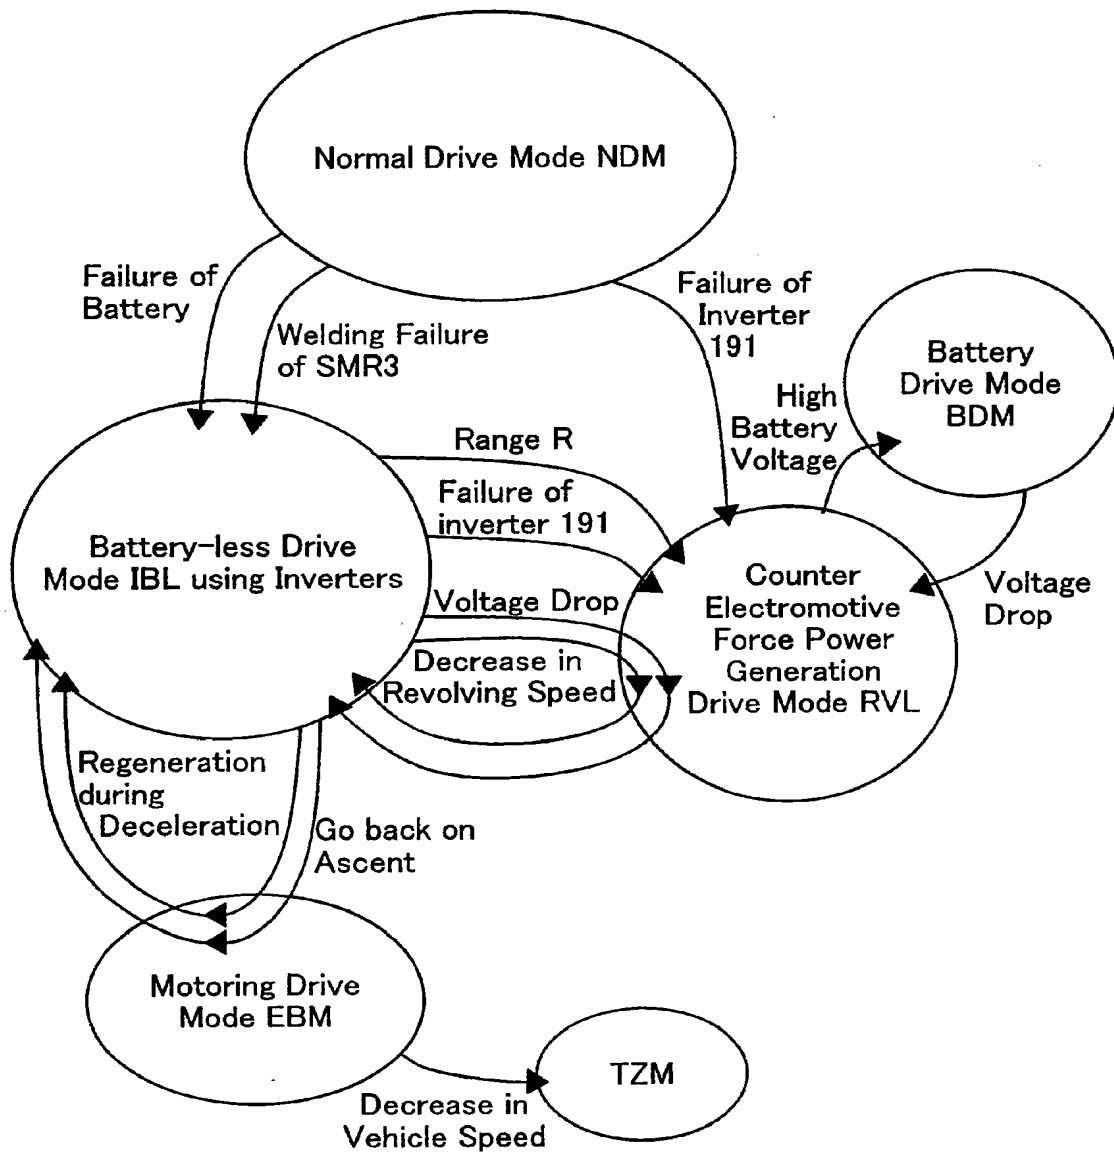 Normal Drive Mode NDM
Failure of
Battery
Welding Failure
of SMR3
Failure of
Inverter
191
Battery
Drive Mode
BDM
High
Battery
Voltage
Range R
Failure of
inverter 191
Battery-less Drive
Mode IBL using Inverters
Voltage Drop
Decrease in
Revolving Speed
Counter
Electromotive
Force Power
Generation
Drive Mode RVL
Voltage
Drop
Regeneration
during
Deceleration
Go back on
Ascent
Motoring Drive
Mode EBM
TZM
Decrease in
Vehicle Speed